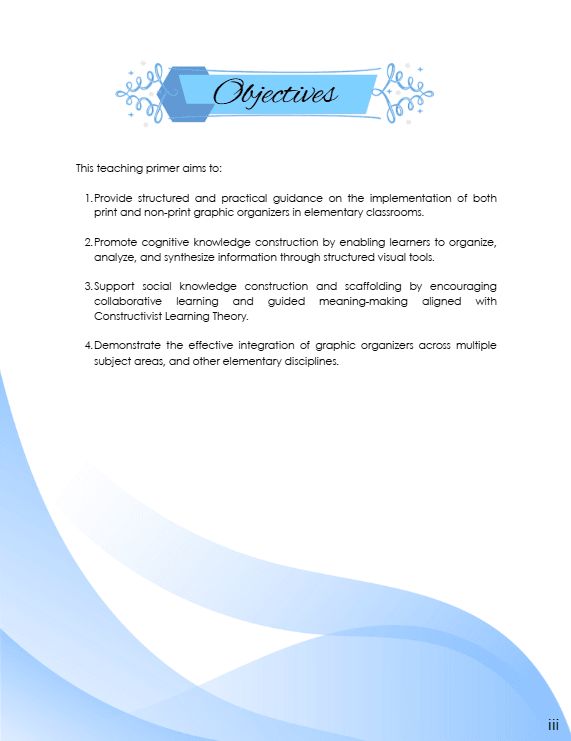 Objectives
This teaching primer aims to:
1. Provide structured and practical guidance on the implementation of both
print and non-print graphic organizers in elementary classrooms.
2. Promote cognitive knowledge construction by enabling learners to organize,
analyze, and synthesize information through structured visual tools.
3. Support social knowledge construction and scaffolding by encouraging
collaborative learning and guided meaning-making aligned with
Constructivist Learning Theory.
4. Demonstrate the effective integration of graphic organizers across multiple
subject areas, and other elementary disciplines.
iii